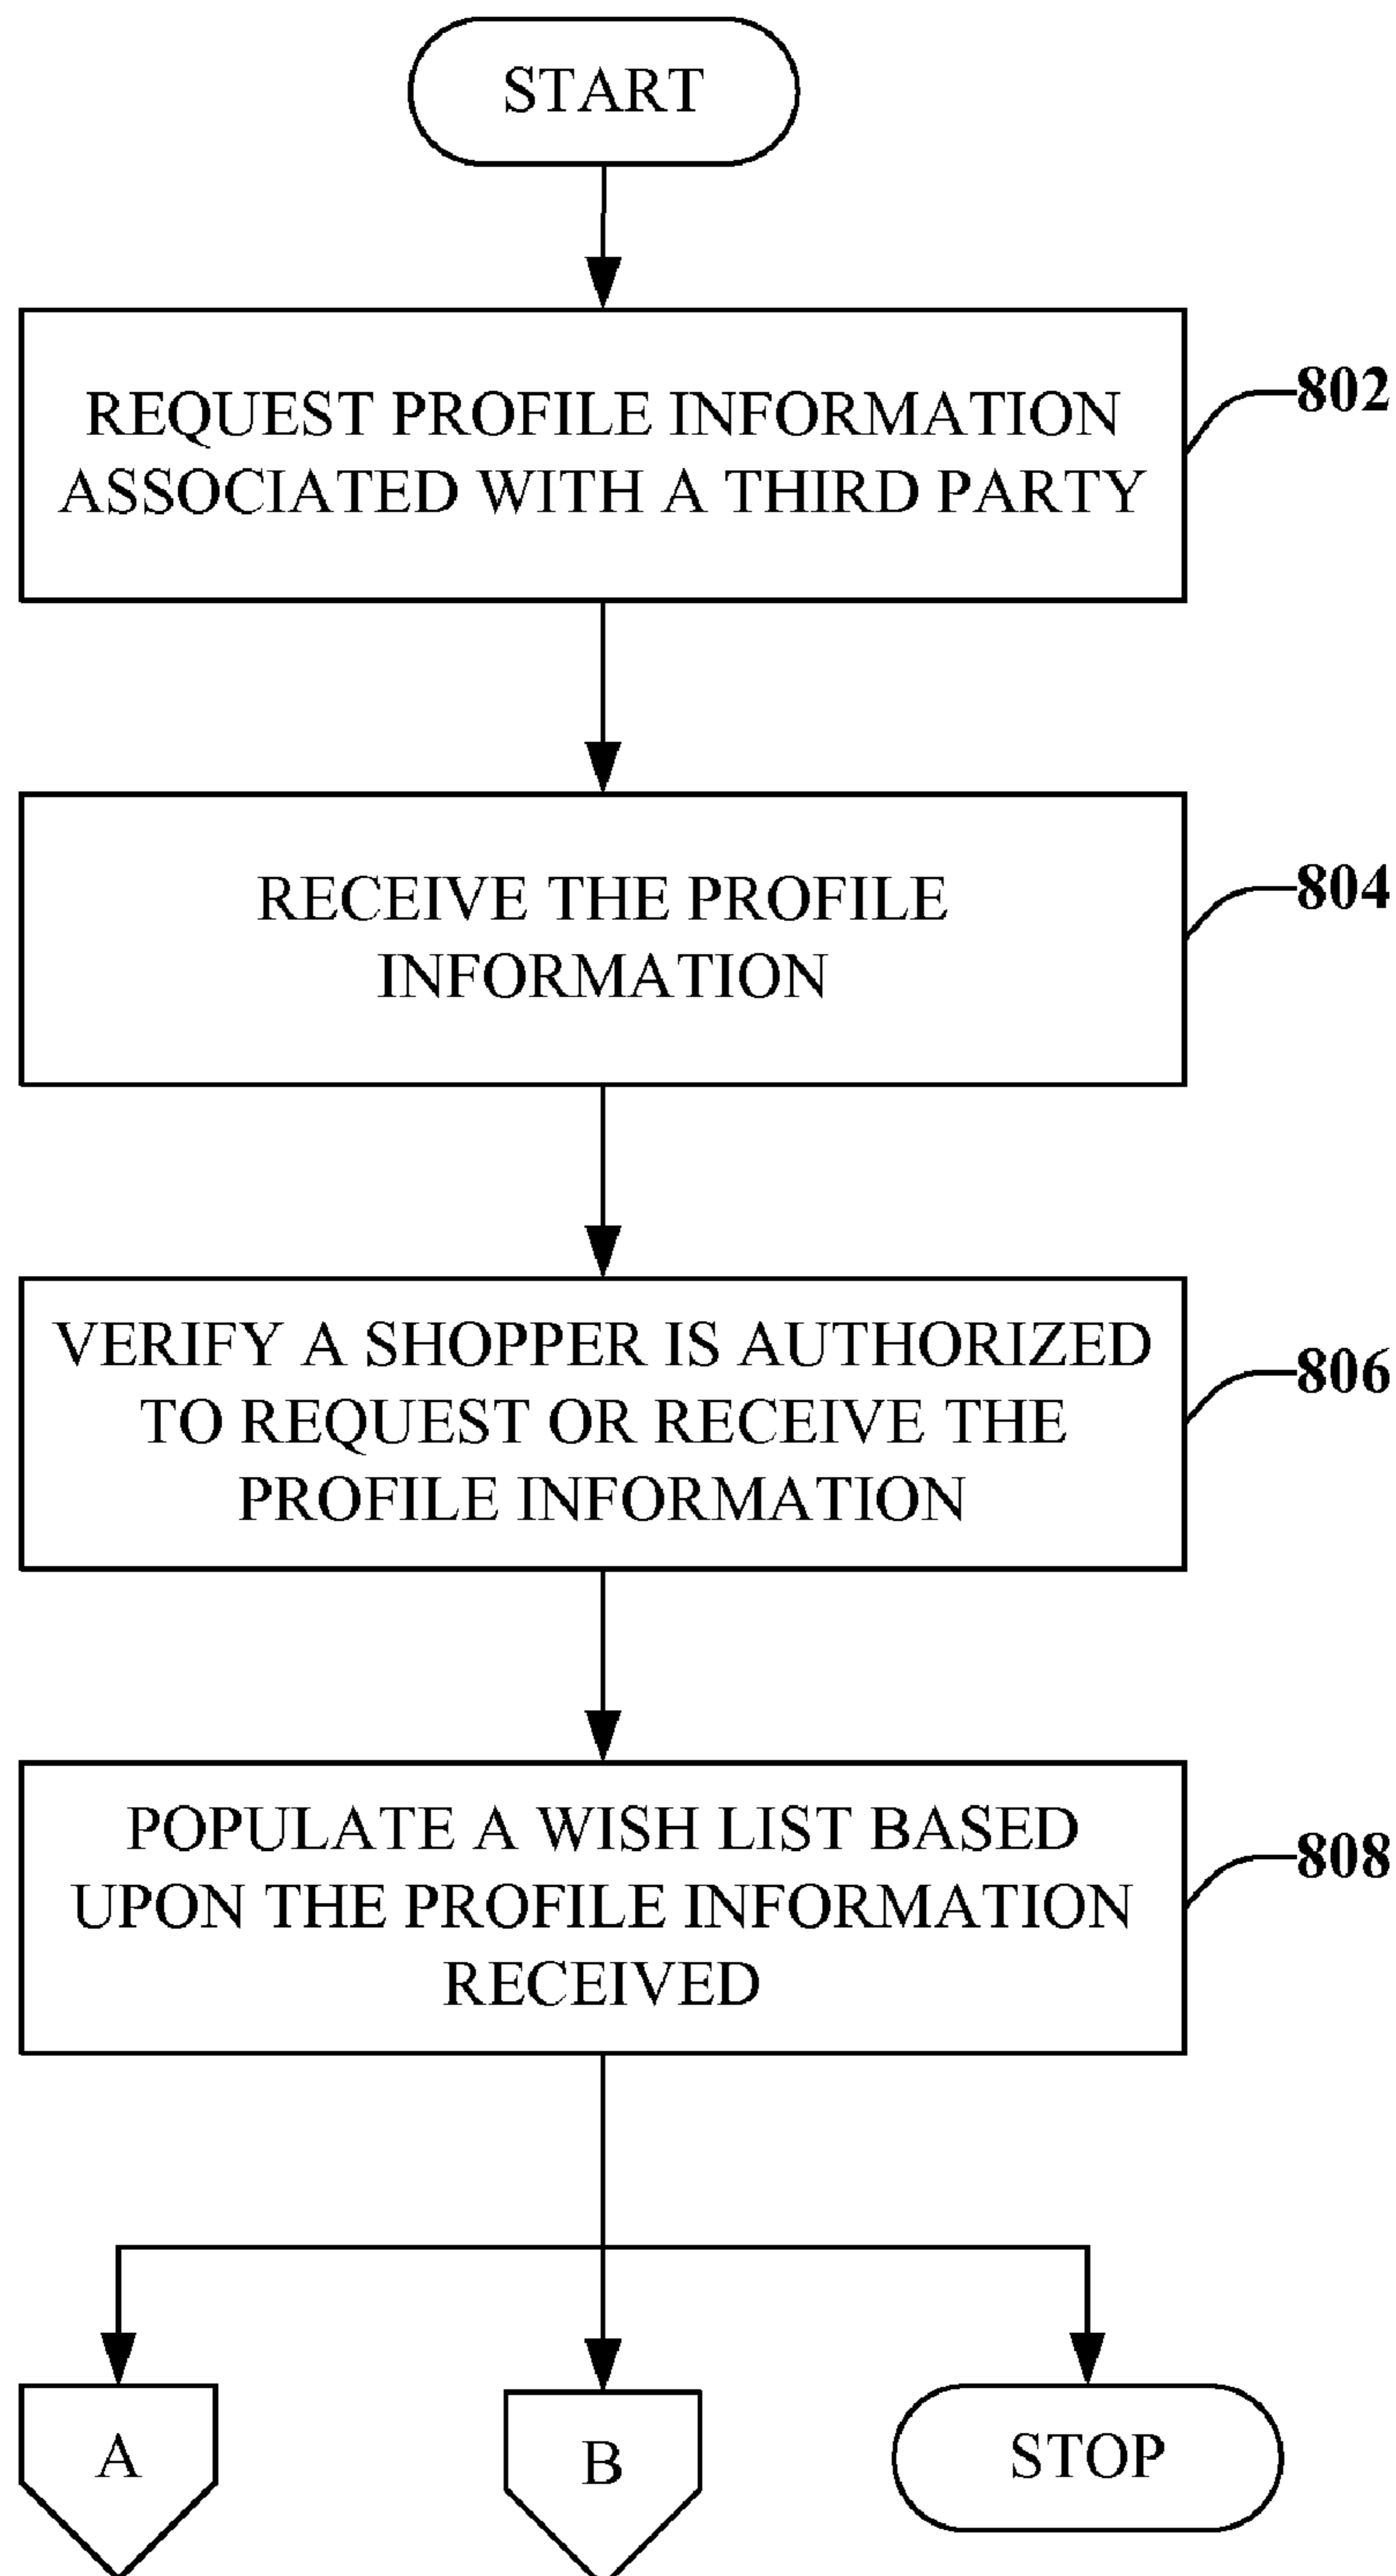 START
REQUEST PROFILE INFORMATION
ASSOCIATED WITH A THIRD PARTY
802
RECEIVE THE PROFILE
INFORMATION
804
VERIFY A SHOPPER IS AUTHORIZED
TO REQUEST OR RECEIVE THE
PROFILE INFORMATION
806
POPULATE A WISH LIST BASED
UPON THE PROFILE INFORMATION
RECEIVED
808
A
B
STOP